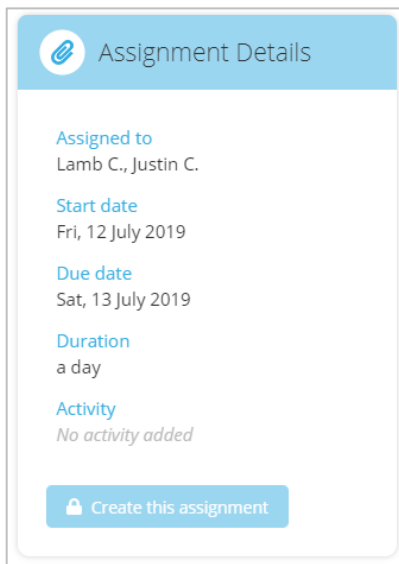 Assignment Details
Assigned to
Lamb C., Justin C.
Start date
Fri, 12 July 2019
Due date
Sat, 13 July 2019
Duration
a day
Activity
No activity added
Create this assignment